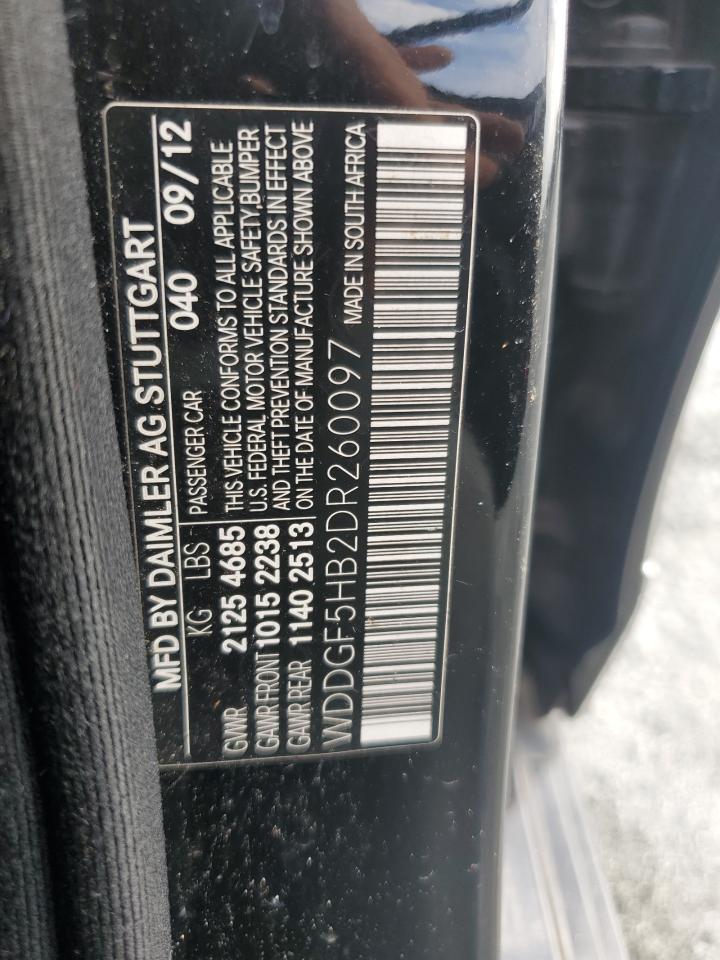 MFD BY DAIMLER AG STUTTGART
040 09/12
KG LBS PASSENGER CAR
GVWR 2125 4685 THIS VEHICLE CONFORMS TO ALL APPLICABLE
GAWR FRONT 1015 2238 U.S. FEDERAL MOTOR VEHICLE SAFETY,BUMPER
GAWR REAR 1140 2513 AND THEFT PREVENTION STANDARDS IN EFFECT
ON THE DATE OF MANUFACTURE SHOWN ABOVE
WDDGF5HB2DR260097 MADE IN SOUTH AFRICA